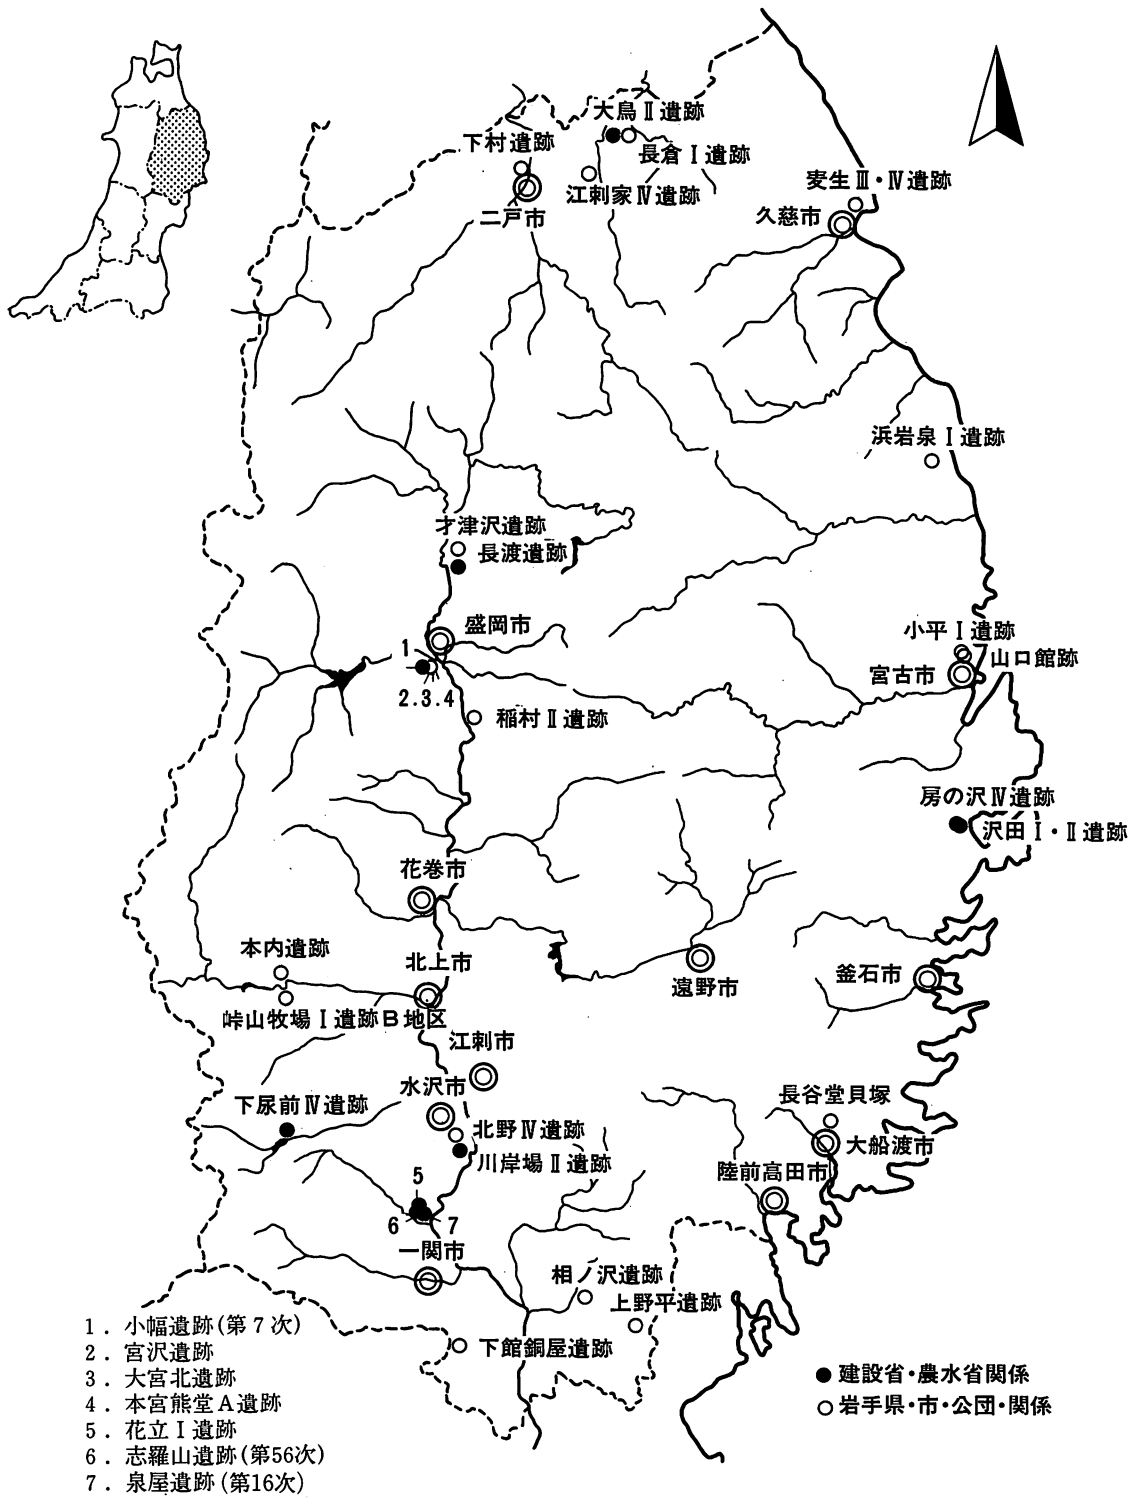 大鳥Ⅱ遺跡
下村遺跡
長倉Ⅰ遺跡
麦生Ⅲ・Ⅳ遺跡
江刺家Ⅳ遺跡
二戸市
久慈市
浜岩泉Ⅰ遺跡
才津沢遺跡
長渡遺跡
盛岡市
小平Ⅰ遺跡
1
山口館跡
宮古市
2.3.4
稲村Ⅱ遺跡
房の沢Ⅳ遺跡
沢田Ⅰ・Ⅱ遺跡
花巻市
本内遺跡
北上市
釜石市
遠野市
峠山牧場Ⅰ遺跡B地区
江刺市
水沢市
長谷堂貝塚
下尿前Ⅳ遺跡
北野Ⅳ遺跡
大船渡市
川岸場Ⅱ遺跡
陸前高田市
5
6
7
一関市
相ノ沢遺跡
上野平遺跡
下館銅屋遺跡
1．小幅遺跡(第7次)
2．宮沢遺跡
3．大宮北遺跡
4．本宮熊堂A遺跡
5．花立Ⅰ遺跡
6．志羅山遺跡(第56次)
7．泉屋遺跡(第16次)
●建設省・農水省関係
○岩手県・市・公団・関係